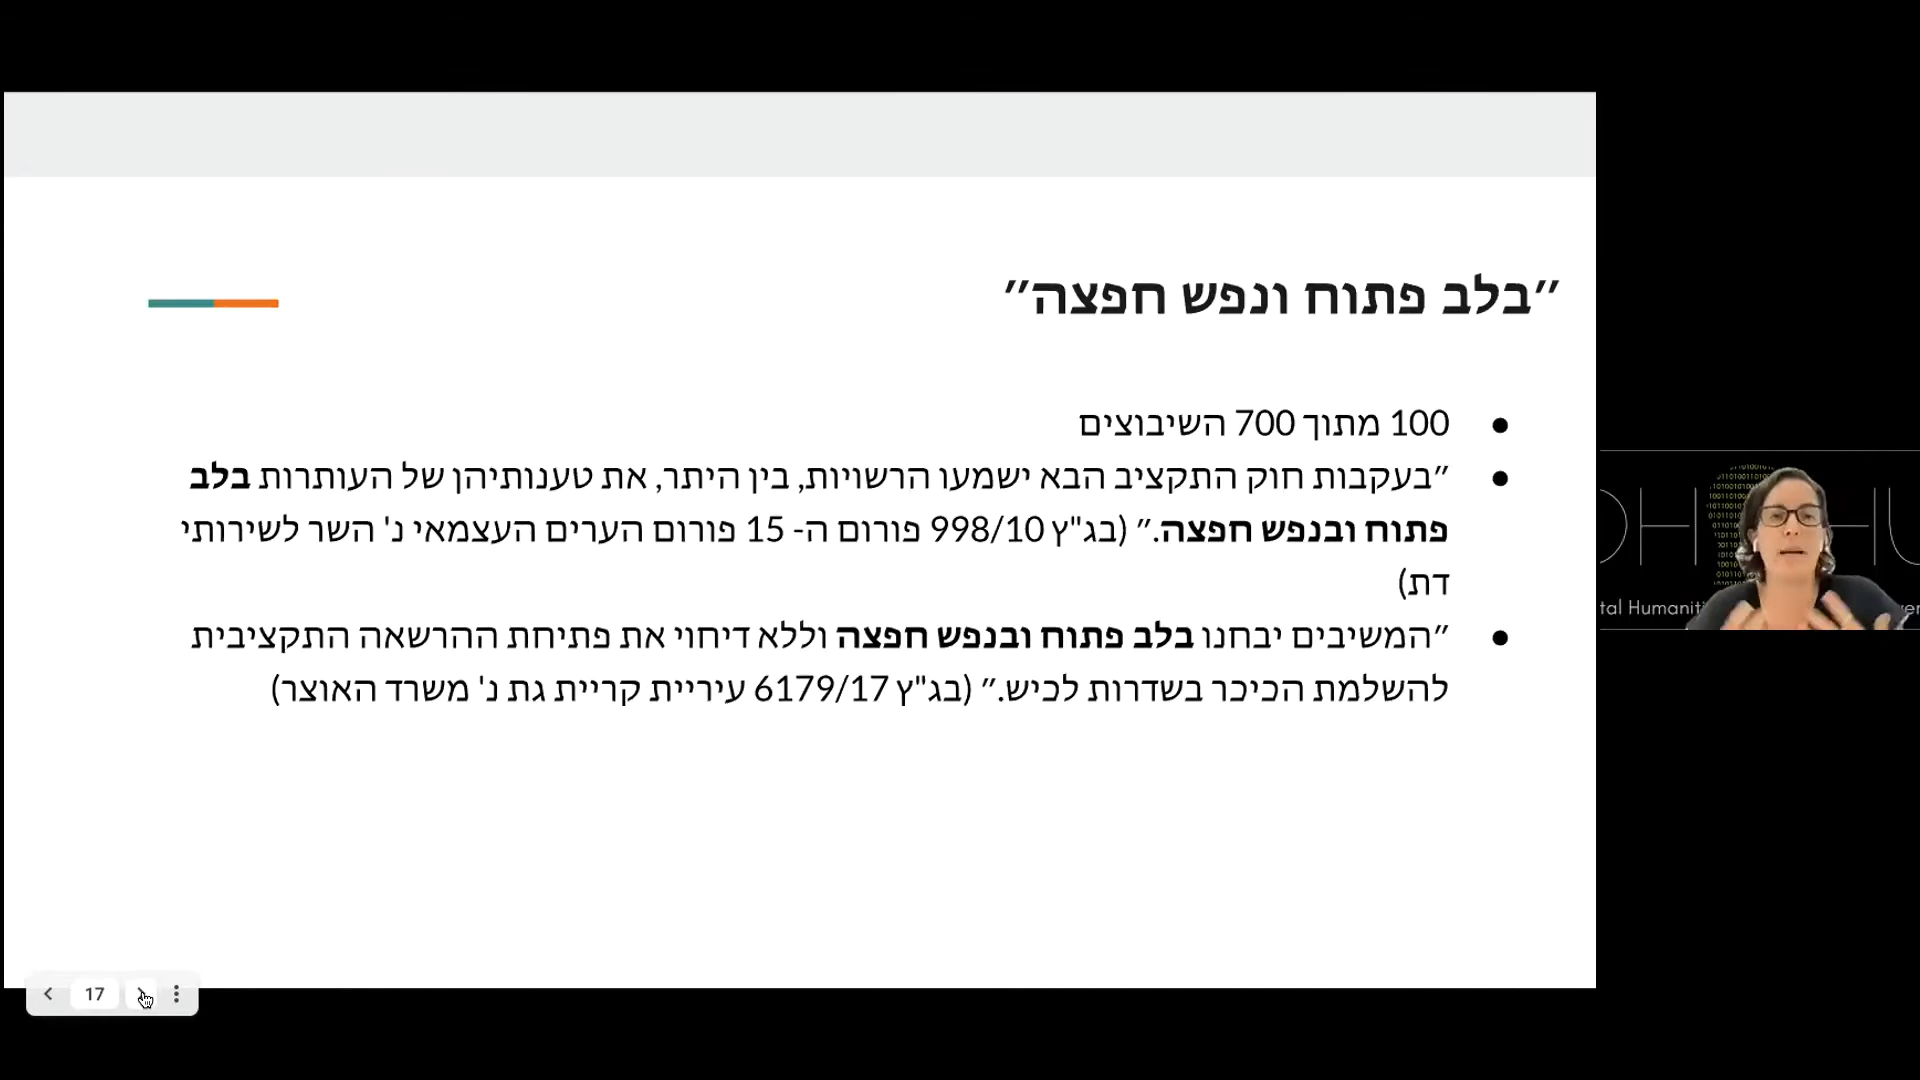 ״בלב פתוח ונפש חפצה״
● 100 מתוך 700 השיבוצים
● ״בעקבות חוק התקציב הבא ישמעו הרשויות, בין היתר, את טענותיהן של העותרות בלב
פתוח ובנפש חפצה.״ (בג"ץ 998/10 פורום ה- 15 פורום הערים העצמאי נ' השר לשירותי
דת)
● ״המשיבים יבחנו בלב פתוח ובנפש חפצה וללא דיחוי את פתיחת ההרשאה התקציבית
להשלמת הכיכר בשדרות לכיש.״ (בג"ץ 6179/17 עיריית קריית גת נ' משרד האוצר)
17
DH
HU
tal Humaniti